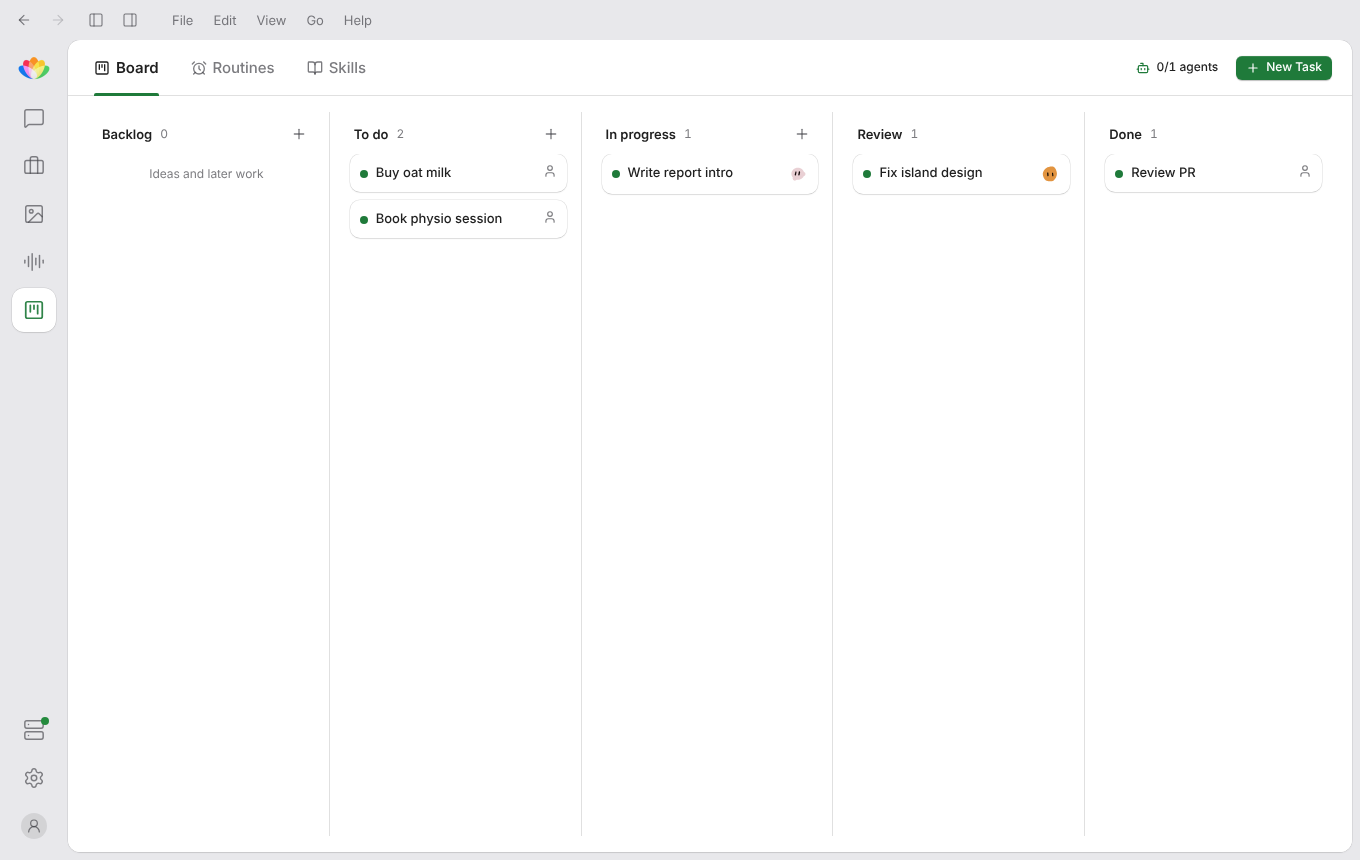 File Edit View Go Help
Board Routines Skills 0/1 agents New Task
Backlog 0
Ideas and later work
To do 2
Buy oat milk
Book physio session
In progress 1
Write report intro
Review 1
Fix island design
Done 1
Review PR